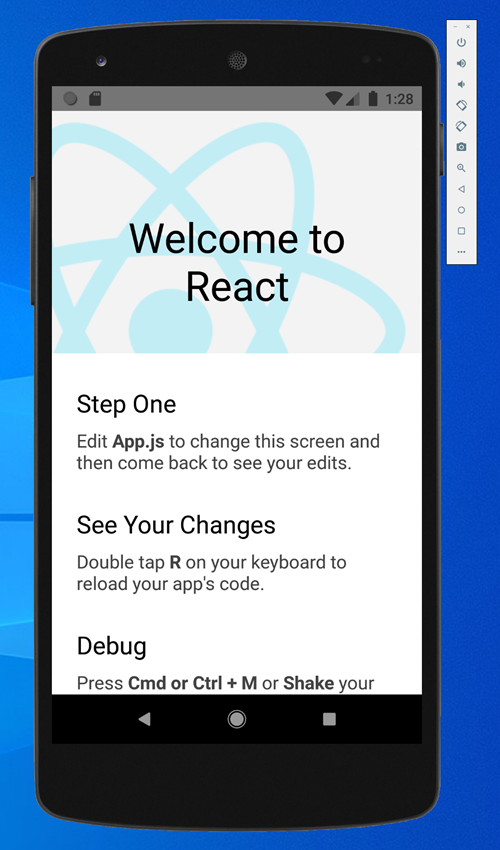 1:28
Welcome to
React
Step One
Edit App.js to change this screen and
then come back to see your edits.
See Your Changes
Double tap R on your keyboard to
reload your app's code.
Debug
Press Cmd or Ctrl + M or Shake your